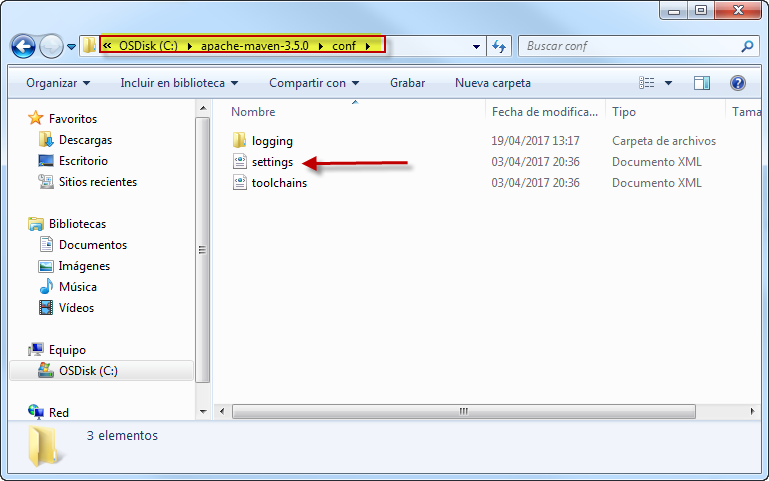 « OSDisk (C:) apache-maven-3.5.0 conf Buscar conf
Organizar Incluir en biblioteca Compartir con Grabar Nueva carpeta
Favoritos
Descargas
Escritorio
Sitios recientes
Bibliotecas
Documentos
Imágenes
Música
Vídeos
Equipo
OSDisk (C:)
Red
Nombre Fecha de modifica... Tipo Tama
logging 19/04/2017 13:17 Carpeta de archivos
settings 03/04/2017 20:36 Documento XML
toolchains 03/04/2017 20:36 Documento XML
3 elementos